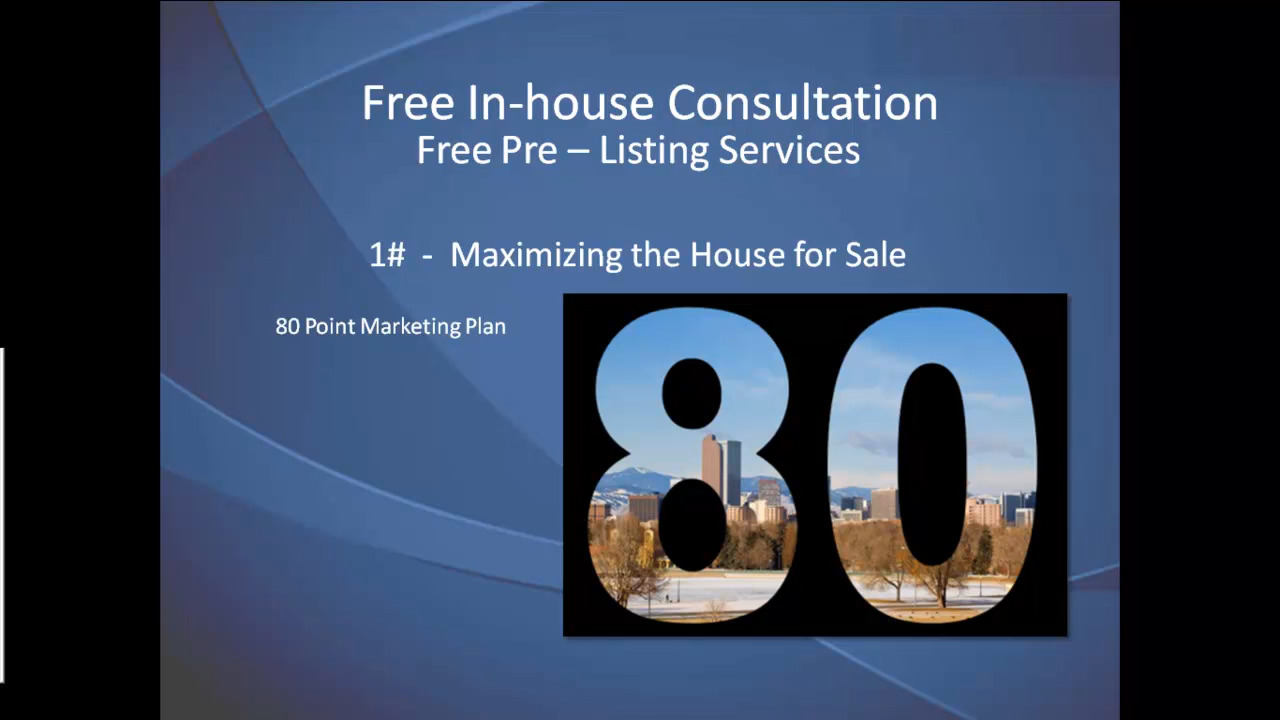 Free In-house Consultation
Free Pre – Listing Services
1# - Maximizing the House for Sale
80 Point Marketing Plan
80